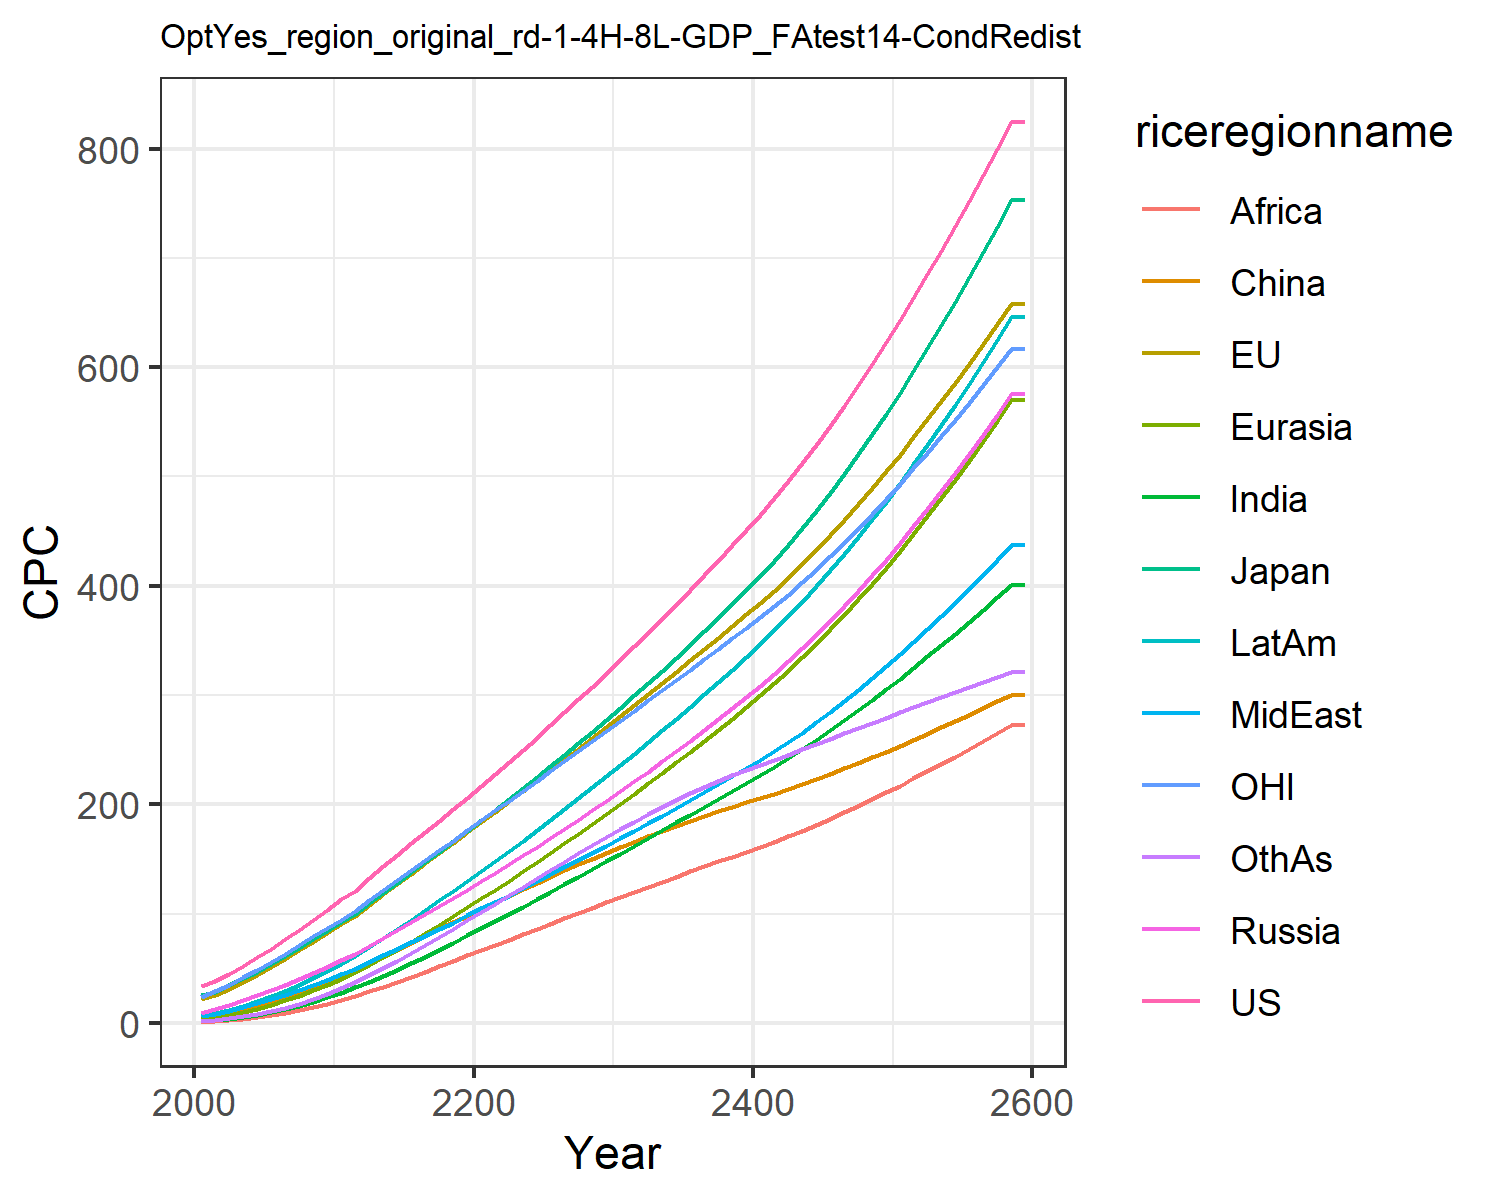 OptYes_region_original_rd-1-4H-8L-GDP_FAtest14-CondRedist
riceregionname
Africa
China
EU
Eurasia
India
Japan
LatAm
MidEast
OHI
OthAs
Russia
US
CPC
800
600
400
200
0
2000
2200
2400
2600
Year